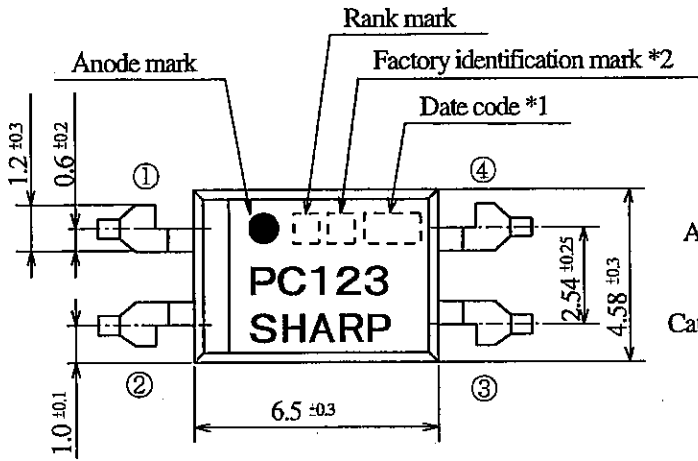 Rank mark
Anode mark
Factory identification mark *2
Date code *1
1.2 ±0.3
0.6 ±0.2
①
④
PC123
SHARP
2.54 ±0.25
4.58 ±0.3
A
Cat
②
③
6.5 ±0.3
1.0 ±0.1